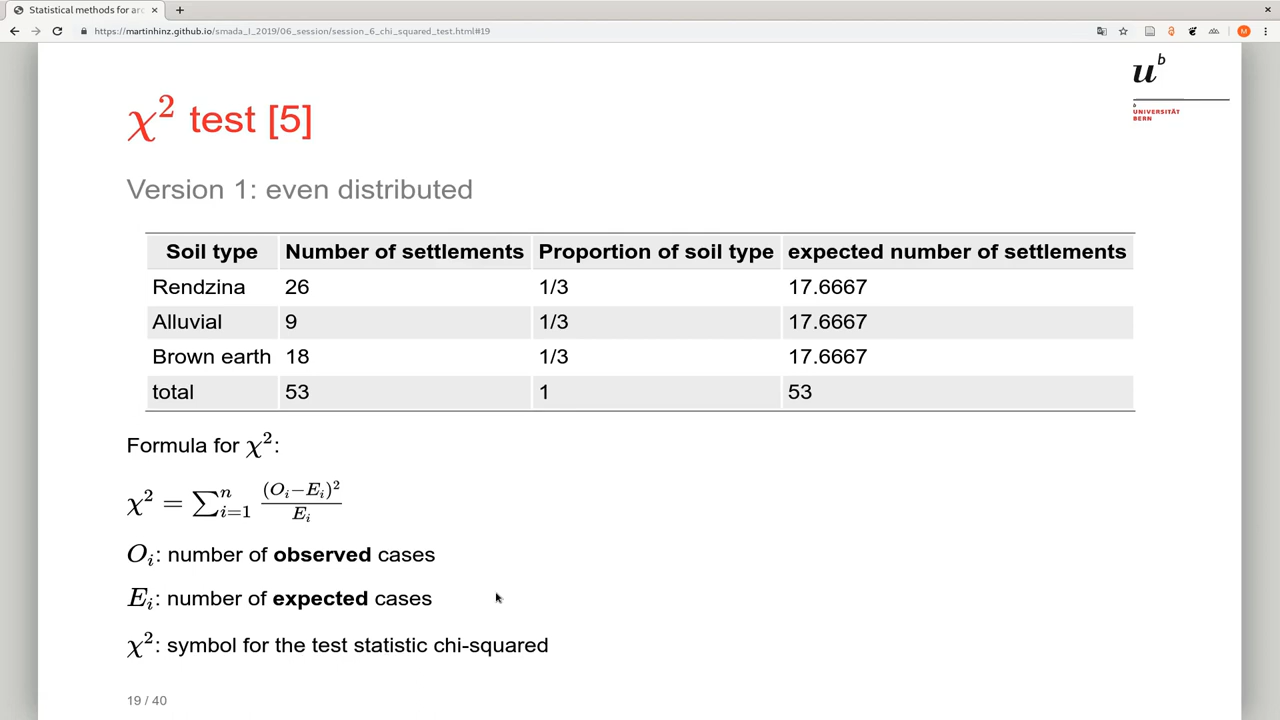 Statistical methods for arc
https://martinhinz.github.io/smada_I_2019/06_session/session_6_chi_squared_test.html#19
M
u^b
b
UNIVERSITÄT
BERN
χ² test [5]
Version 1: even distributed
Soil type Number of settlements Proportion of soil type expected number of settlements
Rendzina 26 1/3 17.6667
Alluvial 9 1/3 17.6667
Brown earth 18 1/3 17.6667
total 53 1 53
Formula for χ²:
χ² = ∑ⁿᵢ₌₁ (Oᵢ−Eᵢ)²/Eᵢ
Oᵢ: number of observed cases
Eᵢ: number of expected cases
χ²: symbol for the test statistic chi-squared
19 / 40